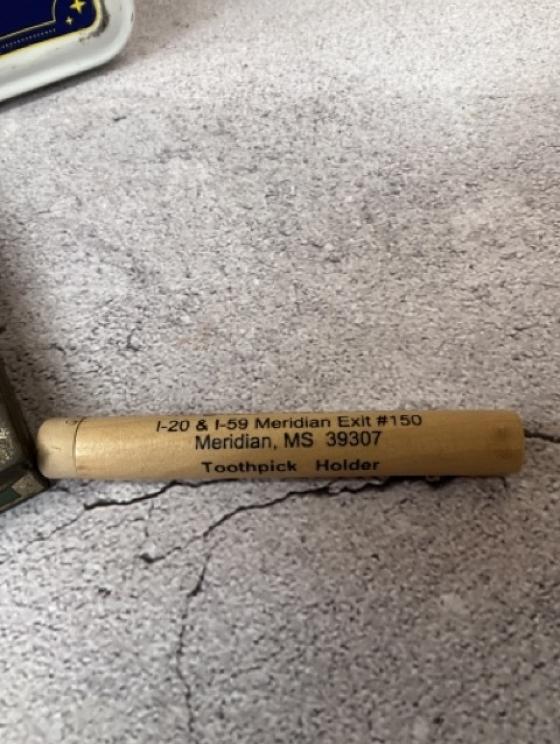 I-20 & I-59 Meridian Exit #150
Meridian, MS 39307
Toothpick Holder